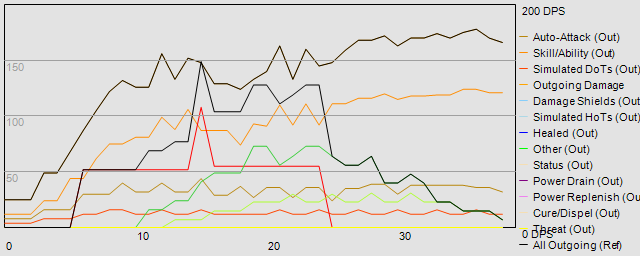 200 DPS
Auto-Attack (Out)
Skill/Ability (Out)
Simulated DoTs (Out)
Outgoing Damage
Damage Shields (Out)
Simulated HoTs (Out)
Healed (Out)
Other (Out)
Status (Out)
Power Drain (Out)
Power Replenish (Ou
Cure/Dispel (Out)
Threat (Out)
0 DPS
All Outgoing (Ref)
150
100
50
0
10
20
30